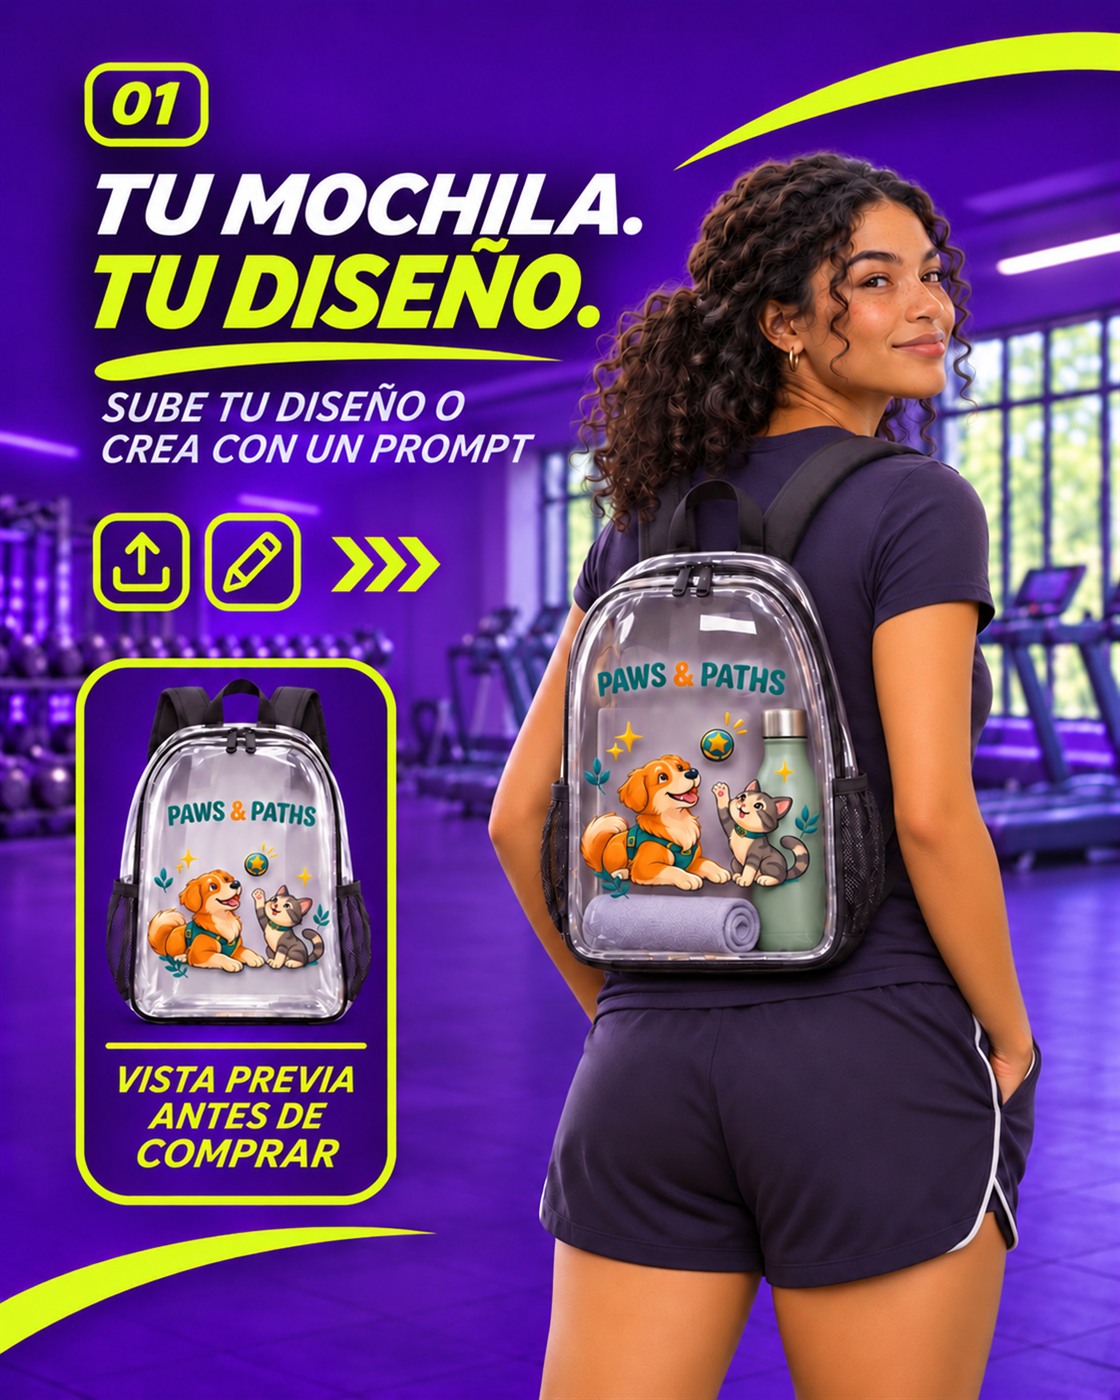 01
TU MOCHILA.
TU DISEÑO.
SUBE TU DISEÑO O
CREA CON UN PROMPT
PAWS & PATHS
VISTA PREVIA
ANTES DE
COMPRAR
PAWS & PATHS